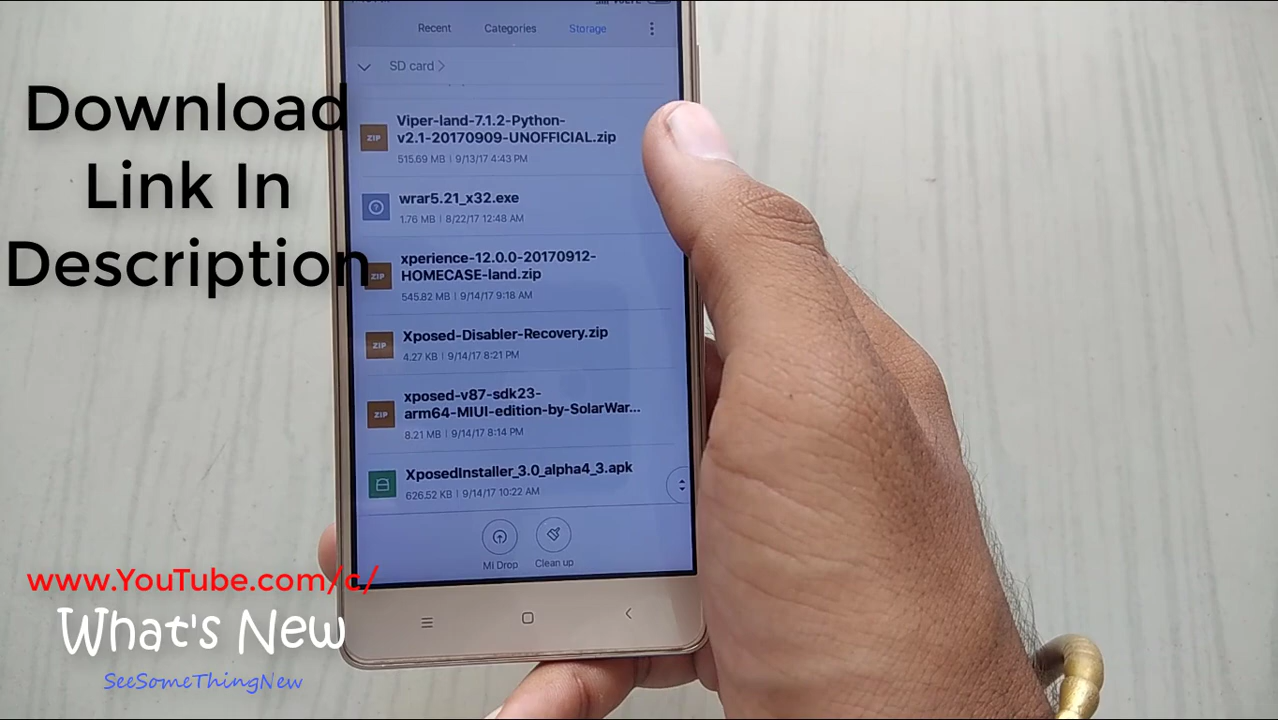 Recent Categories Storage
SD card
Viper-land-7.1.2-Python-
v2.1-20170909-UNOFFICIAL.zip
515.69 MB | 9/13/17 4:43 PM
ZIP
wrar5.21_x32.exe
1.76 MB | 8/22/17 12:48 AM
xperience-12.0.0-20170912-
HOMECASE-land.zip
545.82 MB | 9/14/17 9:18 AM
ZIP
Xposed-Disabler-Recovery.zip
4.27 KB | 9/14/17 8:21 PM
ZIP
xposed-v87-sdk23-
arm64-MIUI-edition-by-SolarWar...
8.21 MB | 9/14/17 8:14 PM
ZIP
XposedInstaller_3.0_alpha4_3.apk
626.52 KB | 9/14/17 10:22 AM
Mi Drop Clean up
Download
Link In
Description
www.YouTube.com/c/
What's New
SeeSomeThingNew